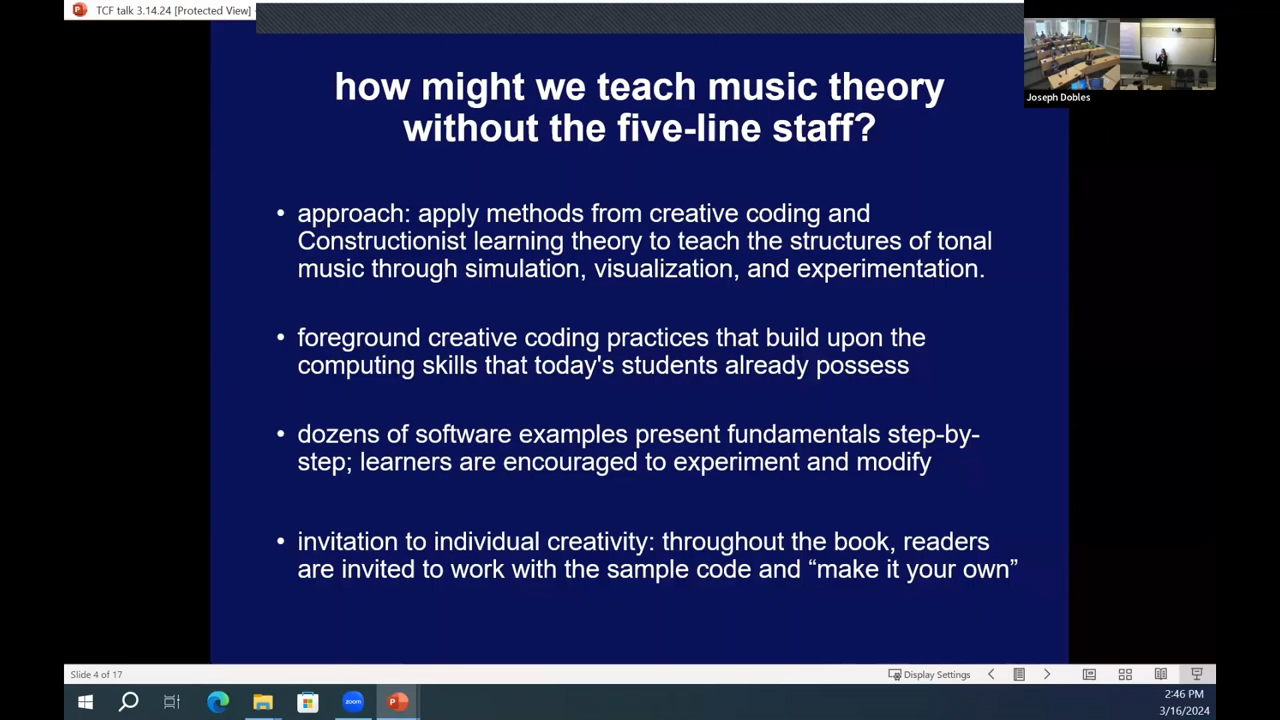 TCF talk 3.14.24 [Protected View] -
Joseph Dobles
how might we teach music theory
without the five-line staff?
• approach: apply methods from creative coding and
Constructionist learning theory to teach the structures of tonal
music through simulation, visualization, and experimentation.
• foreground creative coding practices that build upon the
computing skills that today's students already possess
• dozens of software examples present fundamentals step-by-
step; learners are encouraged to experiment and modify
• invitation to individual creativity: throughout the book, readers
are invited to work with the sample code and “make it your own”
Slide 4 of 17
Display Settings
zoom
2:46 PM
3/16/2024